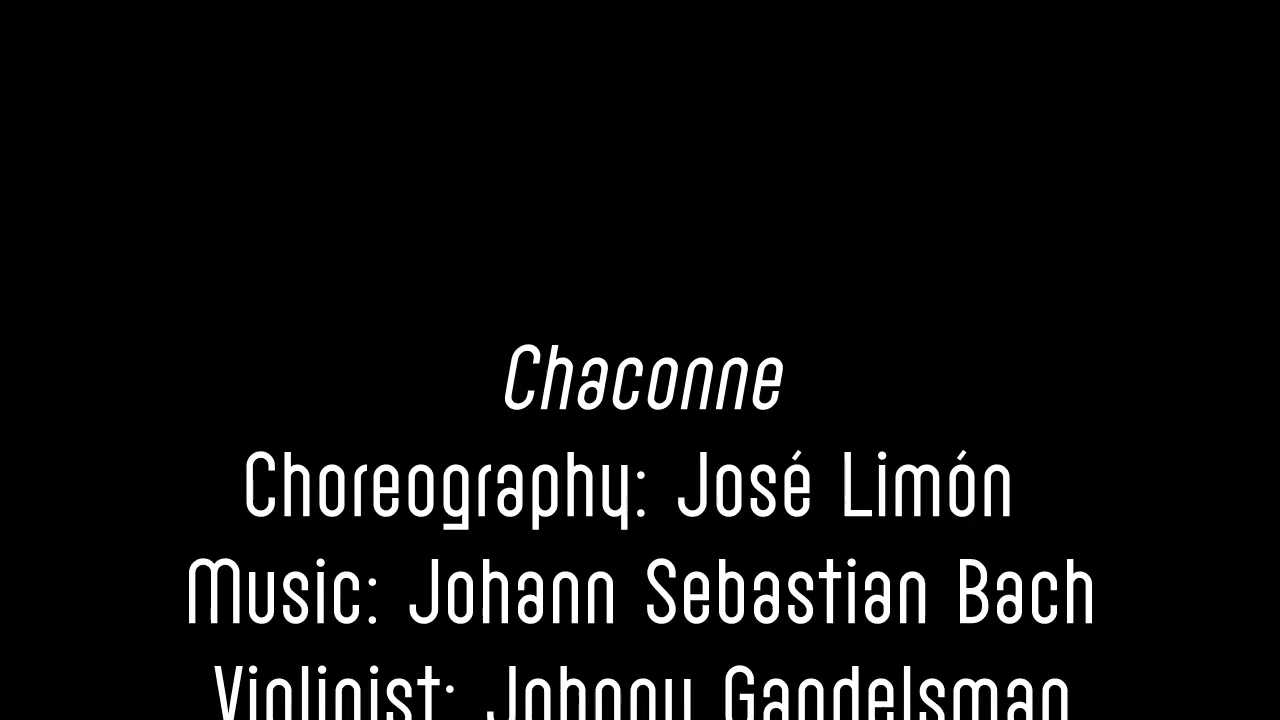 Chaconne
Choreography: José Limón
Music: Johann Sebastian Bach
Violinist: Johnny Gandelsman